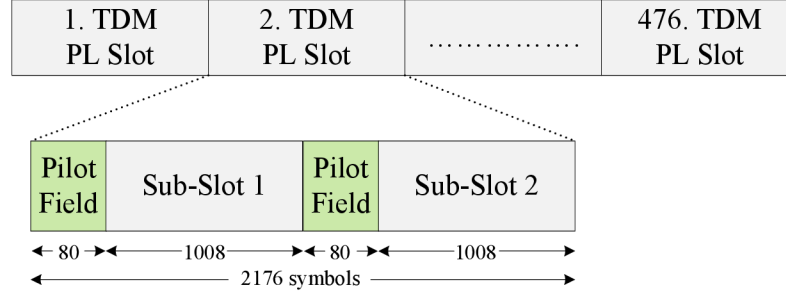 1. TDM
PL Slot
2. TDM
PL Slot
…………….
476. TDM
PL Slot
Pilot
Field
Sub-Slot 1
Pilot
Field
Sub-Slot 2
80
1008
80
1008
2176 symbols